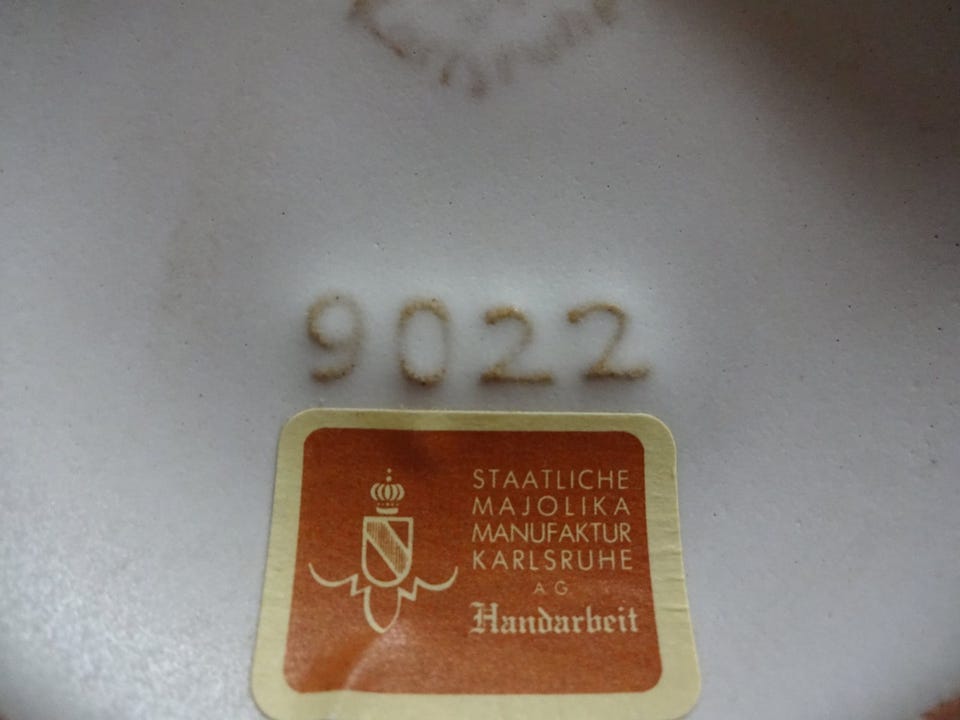 9022
STAATLICHE
MAJOLIKA
MANUFAKTUR
KARLSRUHE
AG
Handarbeit